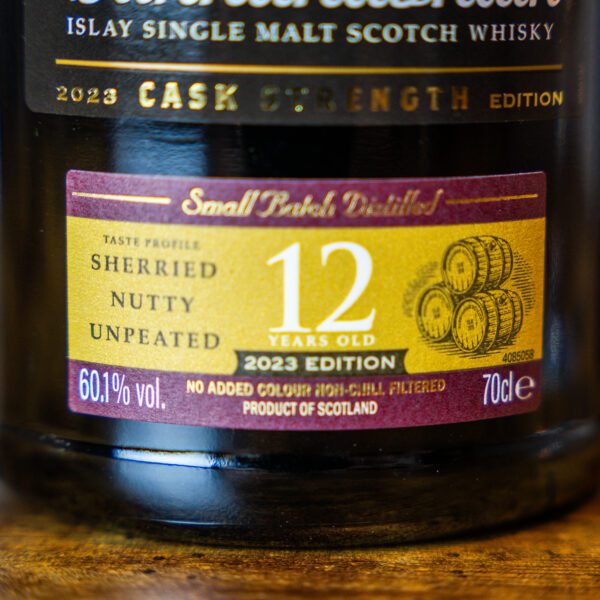 ISLAY SINGLE MALT SCOTCH WHISKY
2023 CASK STRENGTH EDITION
Small Batch Distilled
TASTE PROFILE
SHERRIED
NUTTY
UNPEATED
12
YEARS OLD
2023 EDITION
4085058
60.1% vol.
NO ADDED COLOUR NON-CHILL FILTERED
PRODUCT OF SCOTLAND
70cl e